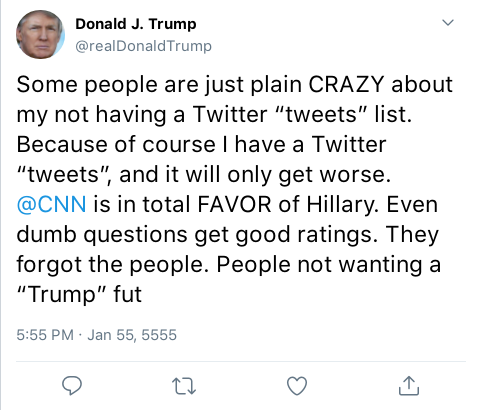 Donald J. Trump
@realDonaldTrump
Some people are just plain CRAZY about
my not having a Twitter “tweets” list.
Because of course I have a Twitter
“tweets”, and it will only get worse.
@CNN is in total FAVOR of Hillary. Even
dumb questions get good ratings. They
forgot the people. People not wanting a
“Trump” fut
5:55 PM · Jan 55, 5555